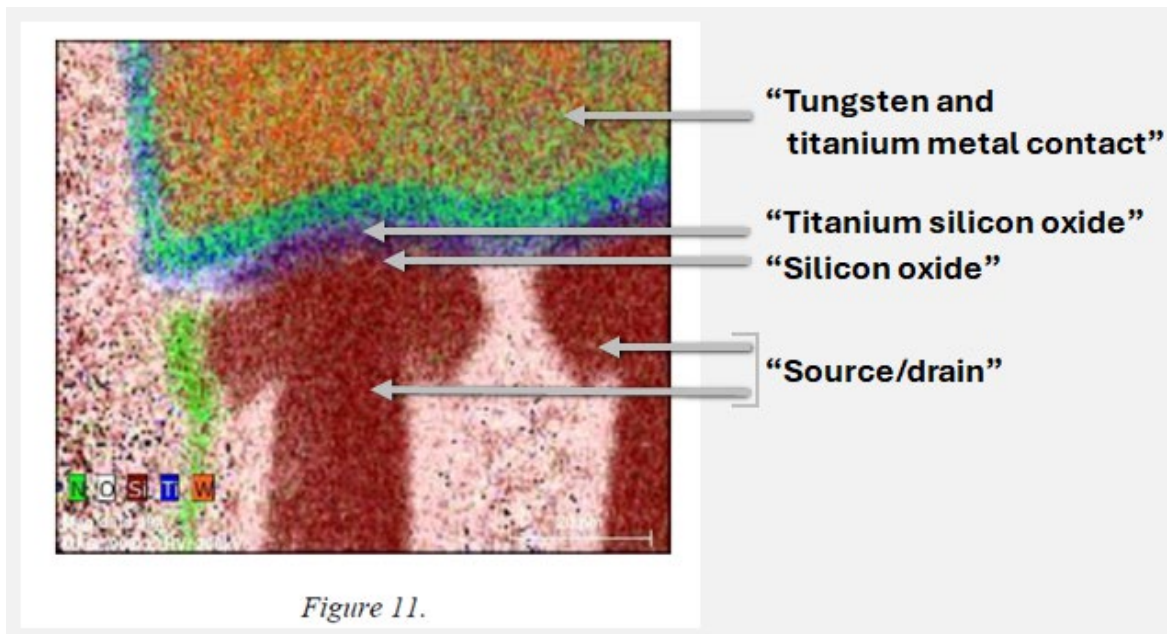 “Tungsten and
titanium metal contact”
“Titanium silicon oxide”
“Silicon oxide”
“Source/drain”
N O Si Ti W
Figure 11.